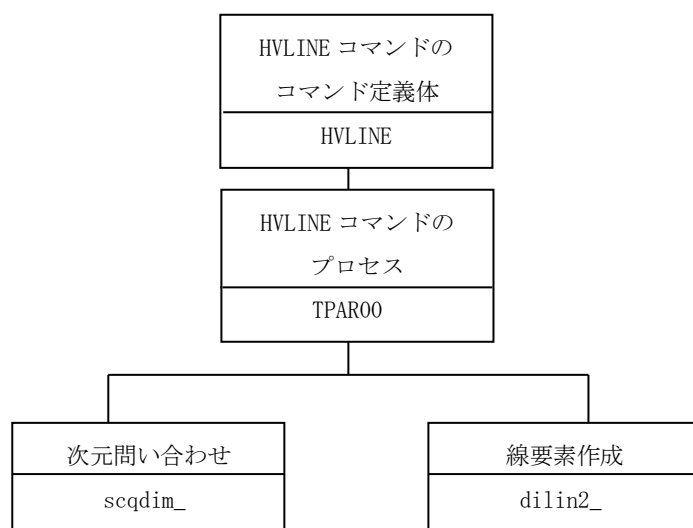 HVLINE コマンドの
コマンド定義体
HVLINE
HVLINE コマンドの
プロセス
TPAR00
次元問い合わせ
scqdim_
線要素作成
dilin2_